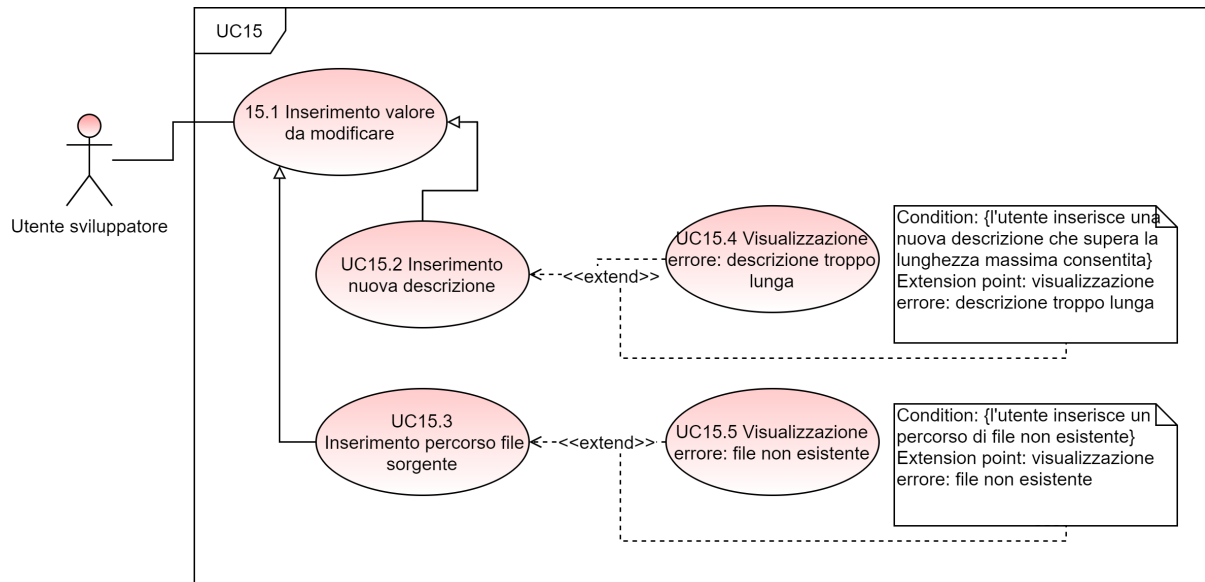 UC15
15.1 Inserimento valore
da modificare
Utente sviluppatore
UC15.2 Inserimento
nuova descrizione
<<extend>>
UC15.4 Visualizzazione
errore: descrizione troppo
lunga
Condition: {l'utente inserisce una
nuova descrizione che supera la
lunghezza massima consentita}
Extension point: visualizzazione
errore: descrizione troppo lunga
UC15.3
Inserimento percorso file
sorgente
<<extend>>
UC15.5 Visualizzazione
errore: file non esistente
Condition: {l'utente inserisce un
percorso di file non esistente}
Extension point: visualizzazione
errore: file non esistente